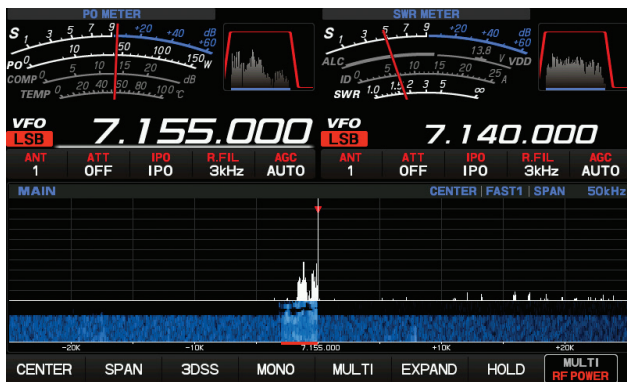 PO METER SWR METER
S 1 3 5 7 9 +20 +40 +60 dB S 1 3 5 7 9 +20 +40 +60 dB
PO 0 10 50 100 150 W ALC 13.8 V VDD
COMP 0 5 10 15 20 dB ID 0 5 10 15 20 25 A
TEMP 0 20 40 60 80 100 °C SWR 1.0 1.5 2 3 5 ∞
VFO LSB 7.155.000 VFO LSB 7.140.000
ANT ATT IPO R.FIL AGC ANT ATT IPO R.FIL AGC
1 OFF IPO 3kHz AUTO 1 OFF IPO 3kHz AUTO
MAIN CENTER | FAST1 | SPAN 50kHz
-20K -10K 7.155.000 +10K +20K
CENTER SPAN 3DSS MONO MULTI EXPAND HOLD MULTI
RF POWER